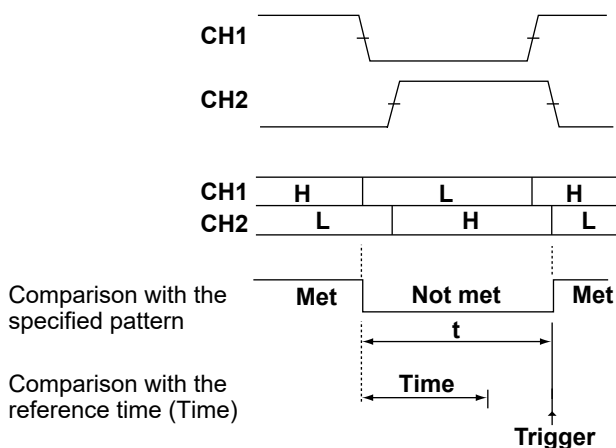 CH1
CH2
CH1 H L H
CH2 L H L
Comparison with the
specified pattern
Met Not met Met
t
Comparison with the
reference time (Time)
Time
Trigger